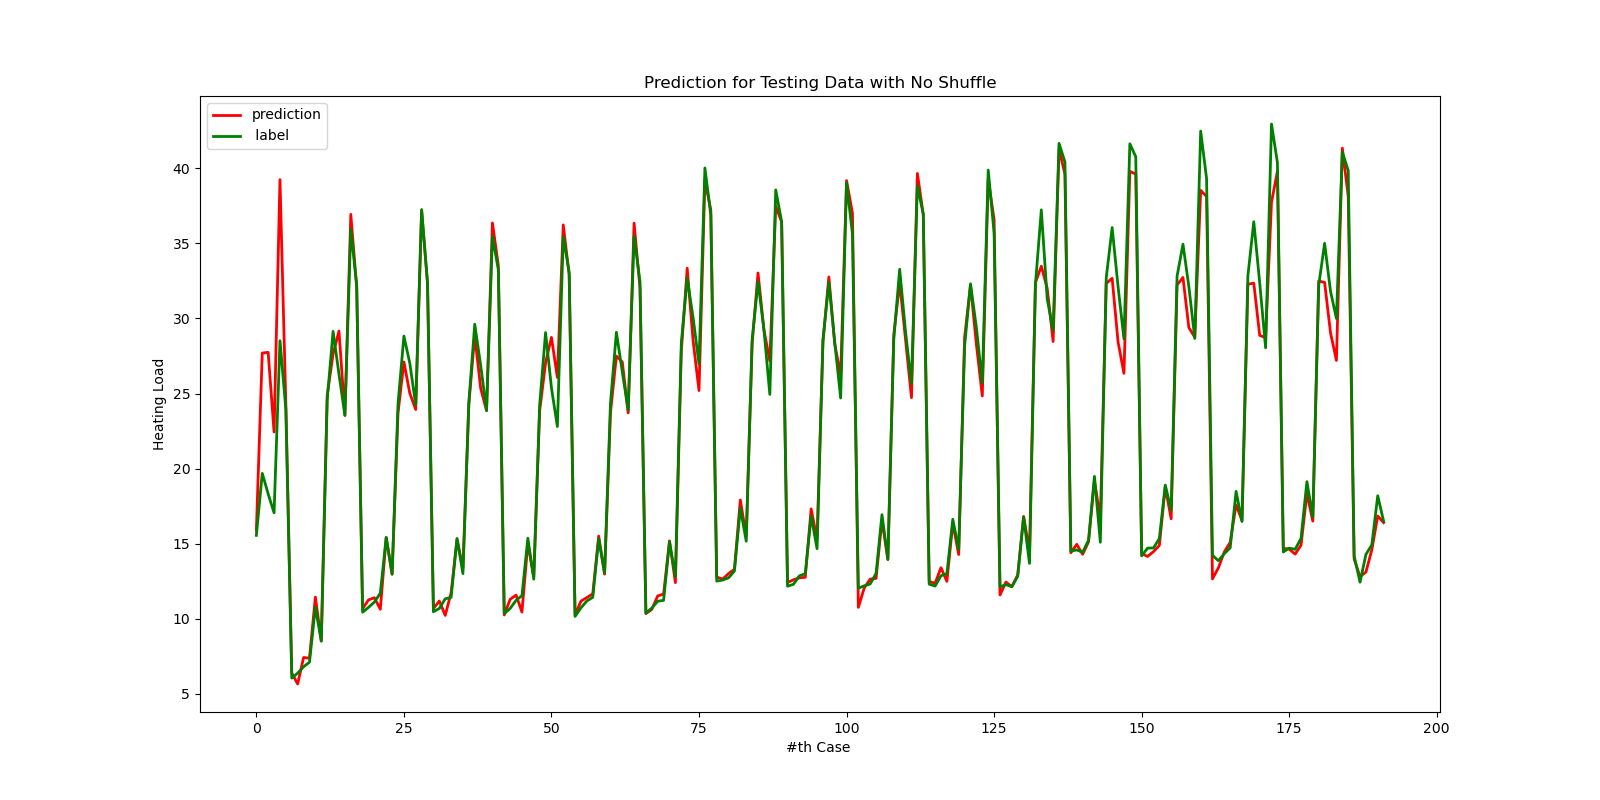 Prediction for Testing Data with No Shuffle
prediction
label
40
35
30
25
20
15
10
5
Heating Load
0 25 50 75 100 125 150 175 200
#th Case